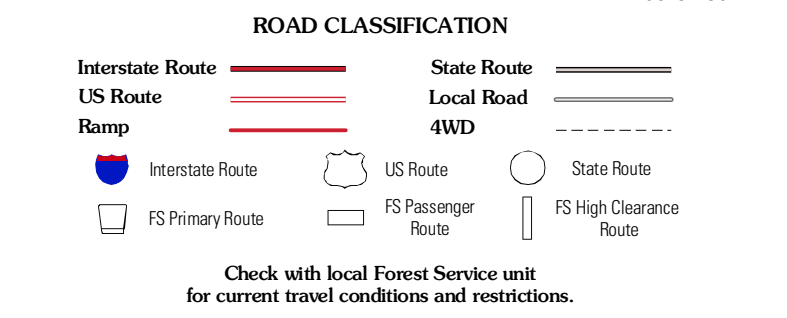 ROAD CLASSIFICATION
Interstate Route
State Route
US Route
Local Road
Ramp
4WD
Interstate Route
US Route
State Route
FS Primary Route
FS Passenger
Route
FS High Clearance
Route
Check with local Forest Service unit
for current travel conditions and restrictions.